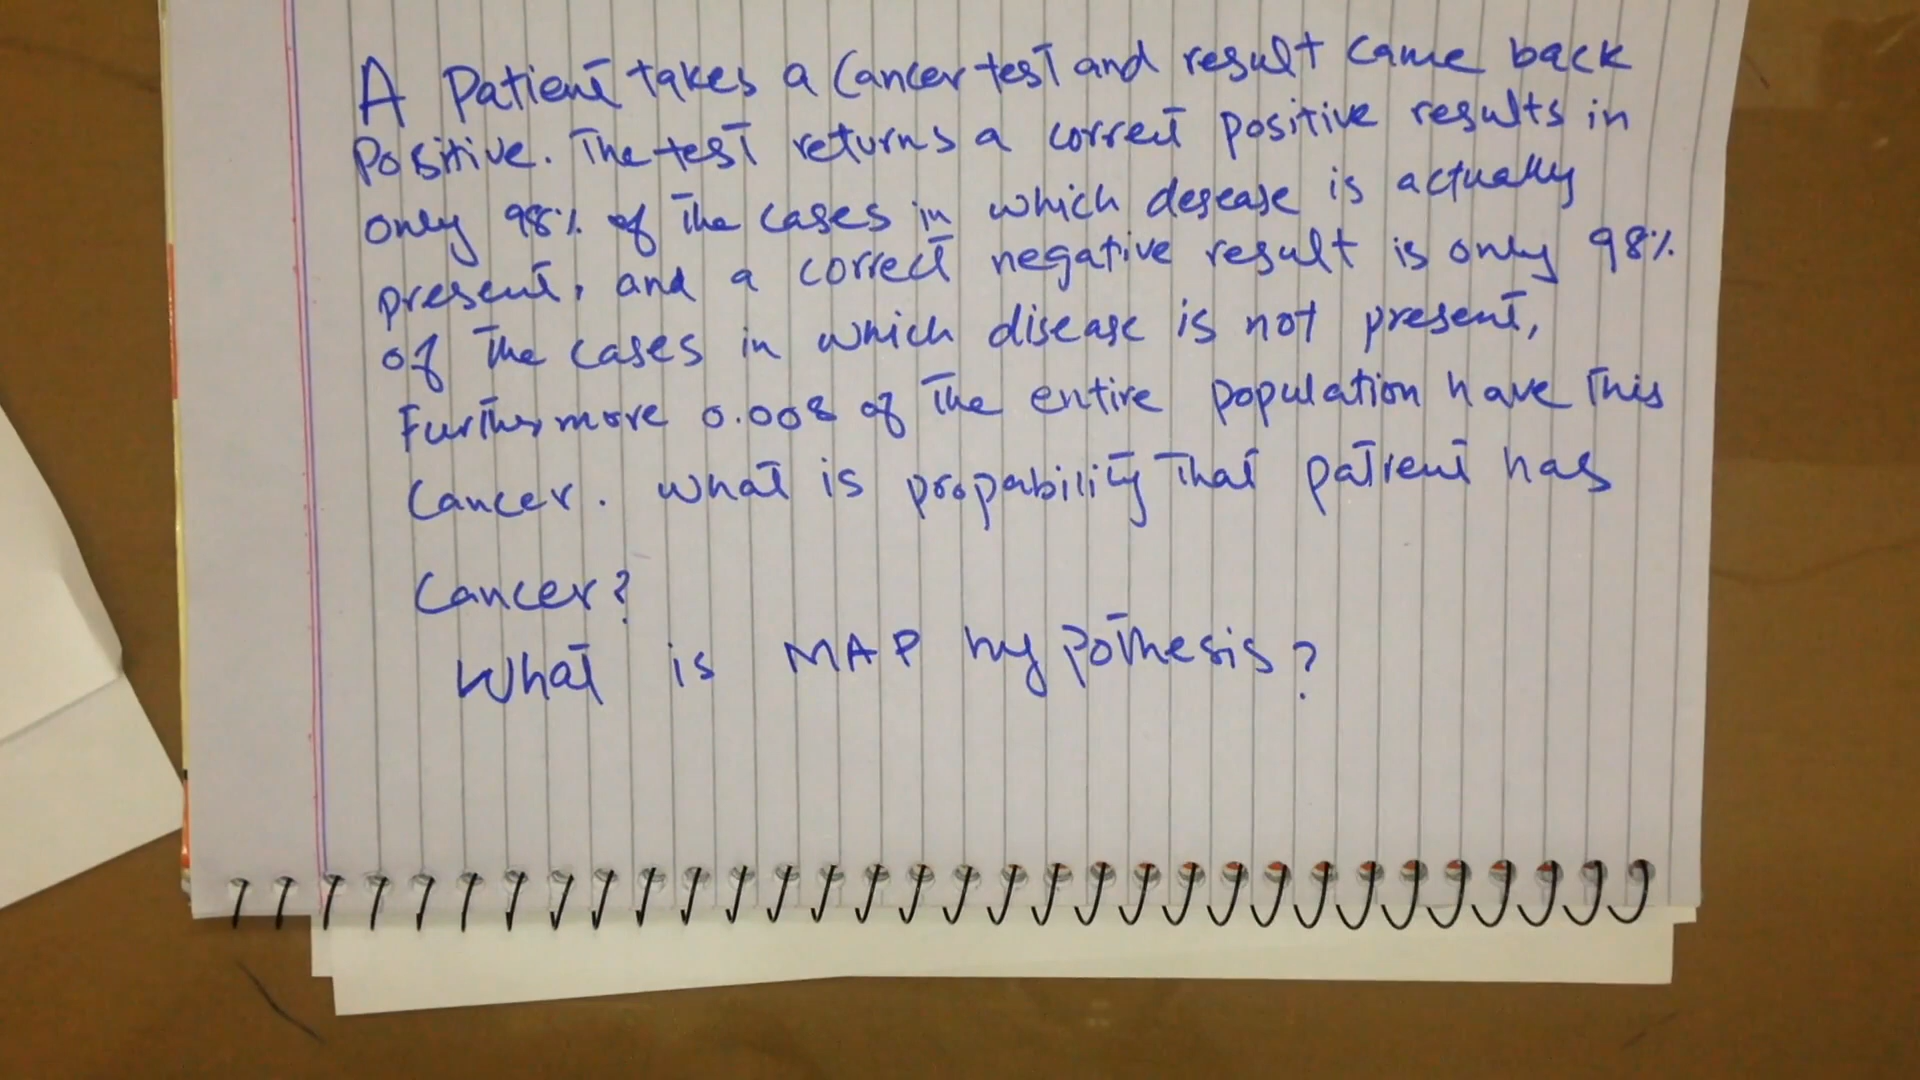 A Patient takes a Cancer test and result came back
Positive. The test returns a correct positive results in
only 98% of the cases in which desease is actually
present, and a correct negative result is only 98%
of the cases in which disease is not present,
Furthermore 0.008 of the entire population have this
Cancer. what is probability that patient has
Cancer?
What is MAP hypothesis?